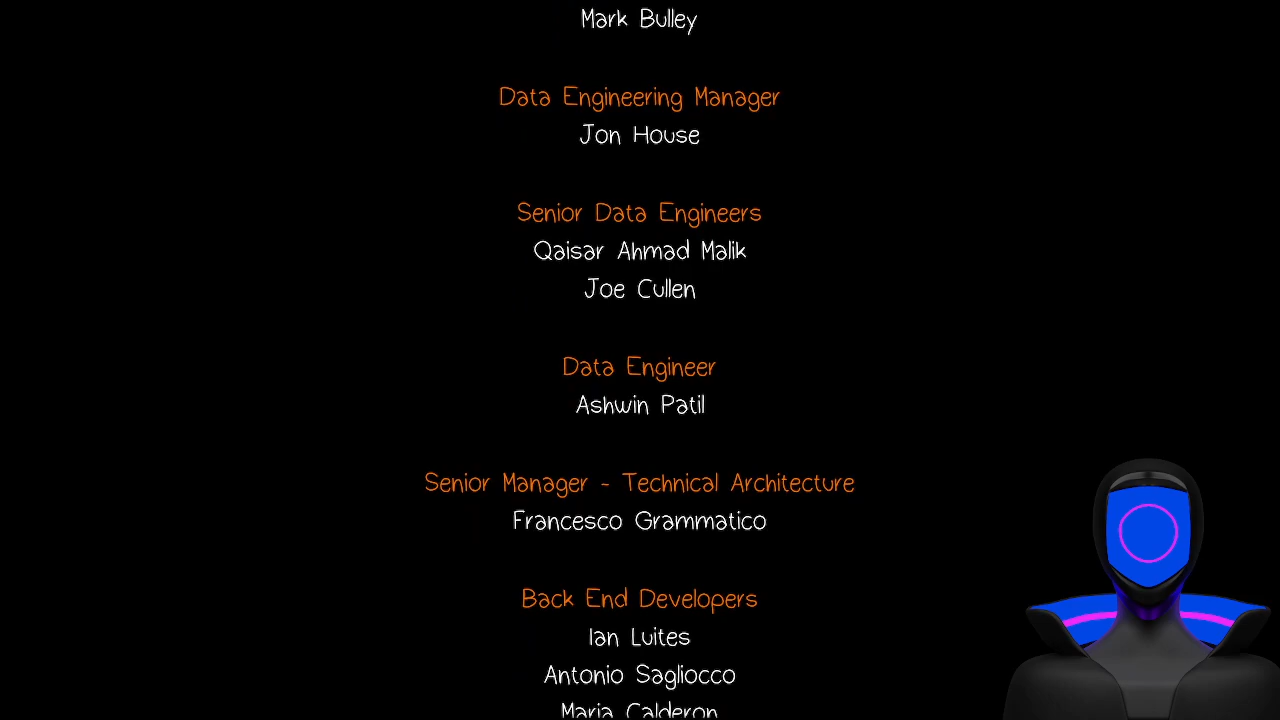 Mark Bulley
Data Engineering Manager
Jon House
Senior Data Engineers
Qaisar Ahmad Malik
Joe Cullen
Data Engineer
Ashwin Patil
Senior Manager - Technical Architecture
Francesco Grammatico
Back End Developers
Ian Luites
Antonio Sagliocco
Maria Calderon